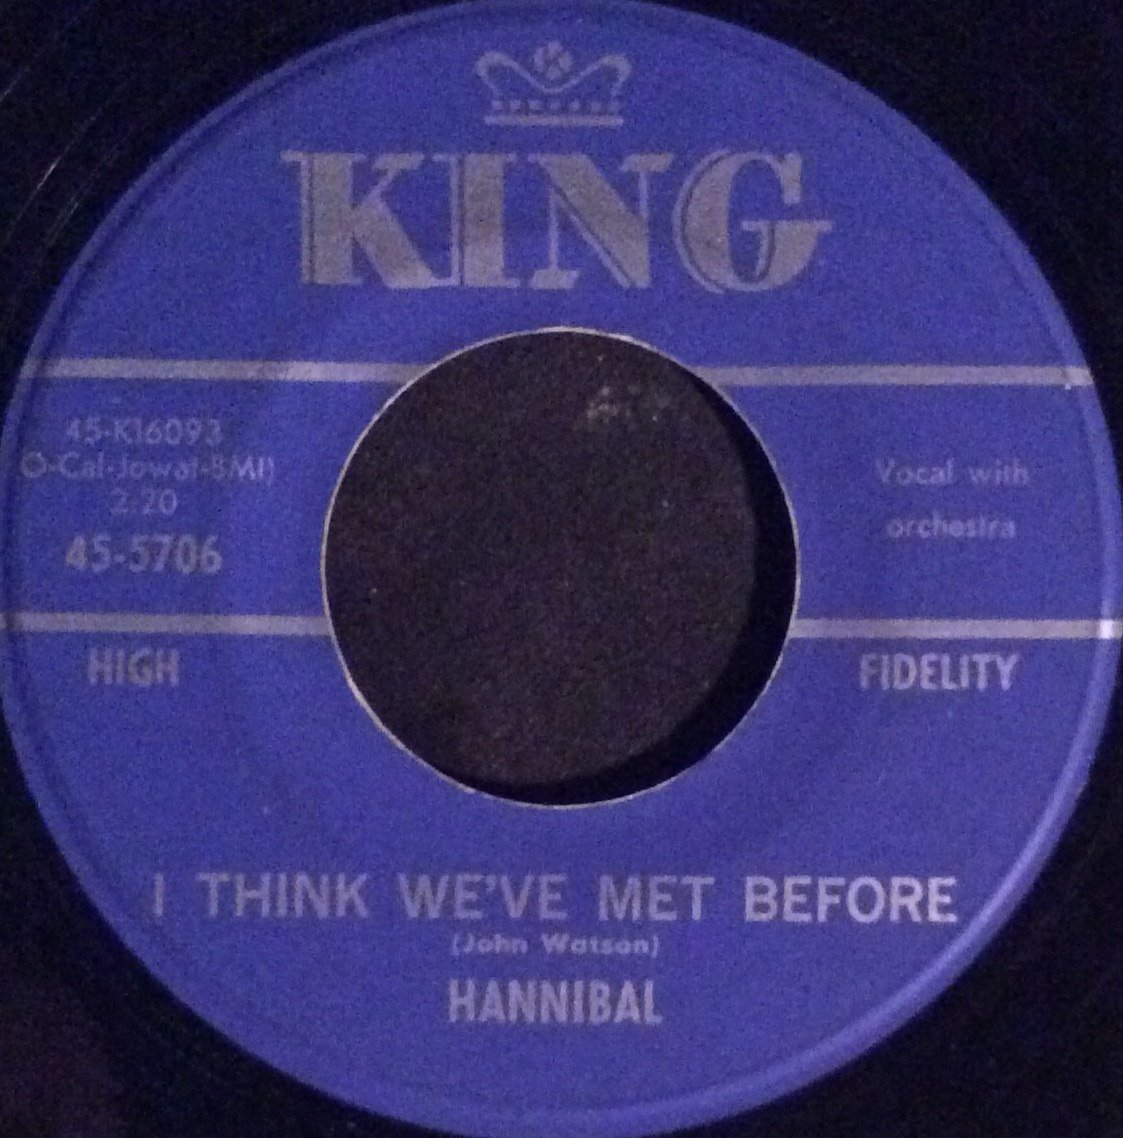 KING
45-K16093
O-Cal-Jowat-BMI)
2:20
45-5706
Vocal with
orchestra
HIGH
FIDELITY
I THINK WE'VE MET BEFORE
(John Watson)
HANNIBAL